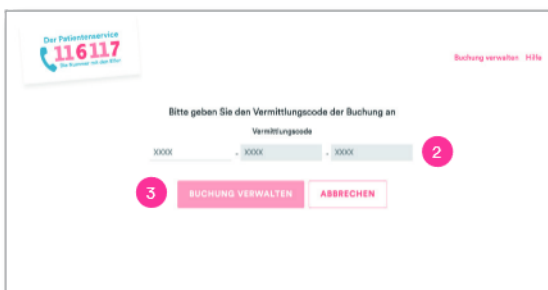 Der Patientenservice
116117
Die Nummer mit den Elfen
Buchung verwalten Hilfe
Bitte geben Sie den Vermittlungscode der Buchung an
Vermittlungscode
XXXX - XXXX - XXXX 2
3 BUCHUNG VERWALTEN ABBRECHEN